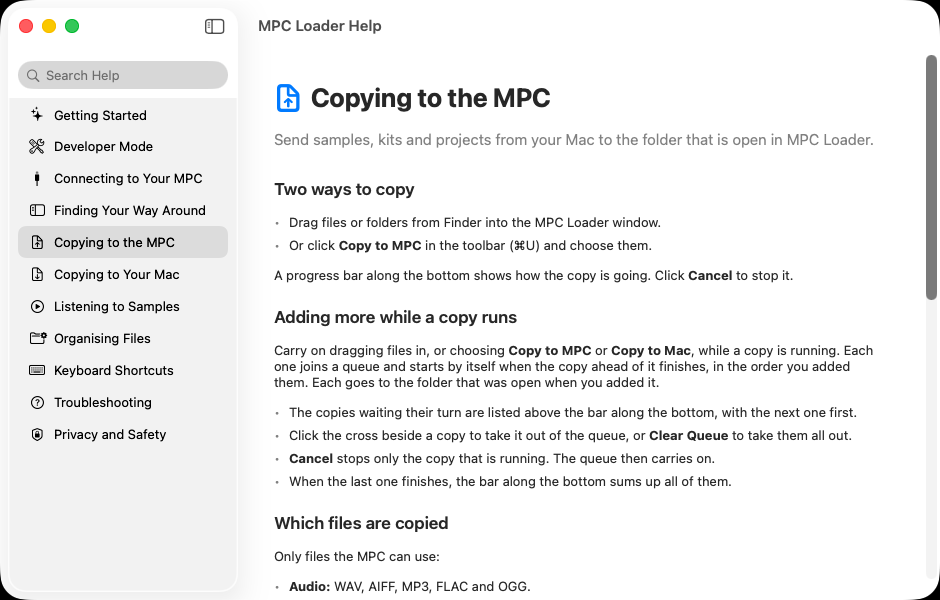 MPC Loader Help
Search Help
Getting Started
Developer Mode
Connecting to Your MPC
Finding Your Way Around
Copying to the MPC
Copying to Your Mac
Listening to Samples
Organising Files
Keyboard Shortcuts
Troubleshooting
Privacy and Safety
Copying to the MPC
Send samples, kits and projects from your Mac to the folder that is open in MPC Loader.
Two ways to copy
• Drag files or folders from Finder into the MPC Loader window.
• Or click Copy to MPC in the toolbar (⌘U) and choose them.
A progress bar along the bottom shows how the copy is going. Click Cancel to stop it.
Adding more while a copy runs
Carry on dragging files in, or choosing Copy to MPC or Copy to Mac, while a copy is running. Each
one joins a queue and starts by itself when the copy ahead of it finishes, in the order you added
them. Each goes to the folder that was open when you added it.
• The copies waiting their turn are listed above the bar along the bottom, with the next one first.
• Click the cross beside a copy to take it out of the queue, or Clear Queue to take them all out.
• Cancel stops only the copy that is running. The queue then carries on.
• When the last one finishes, the bar along the bottom sums up all of them.
Which files are copied
Only files the MPC can use:
• Audio: WAV, AIFF, MP3, FLAC and OGG.